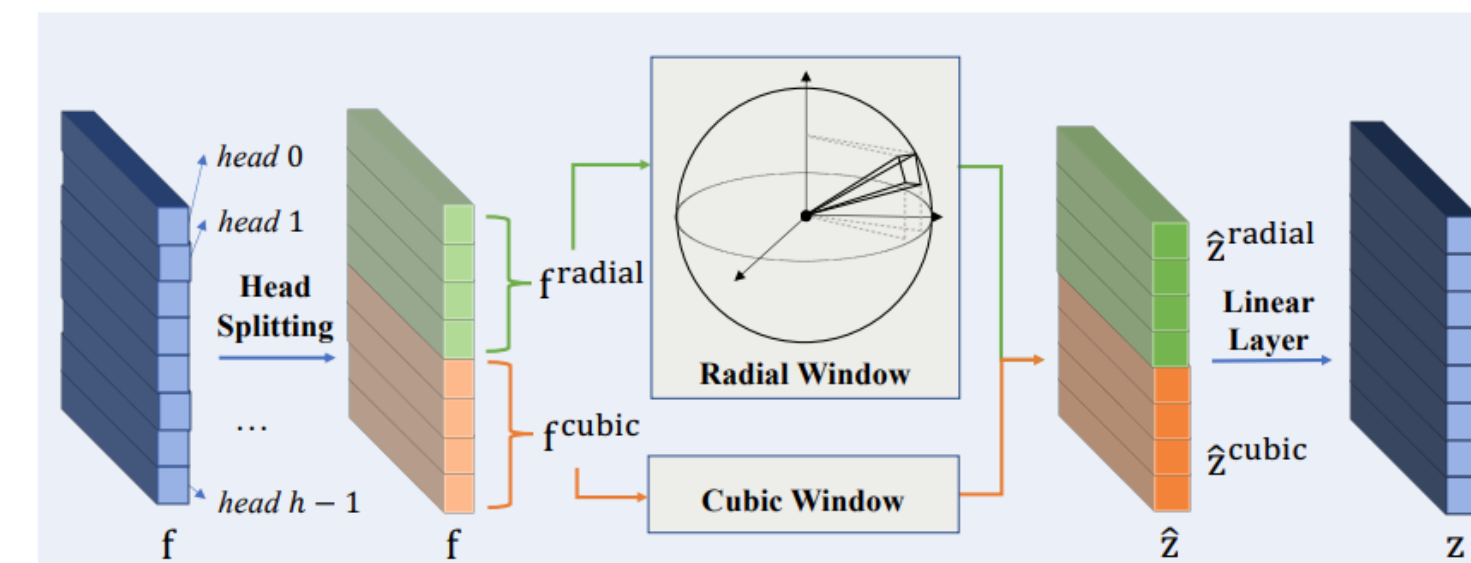 head 0
head 1
Head
Splitting
...
head h − 1
f
f
f^radial
f^cubic
Radial Window
Cubic Window
ẑ^radial
ẑ^cubic
ẑ
Linear
Layer
z